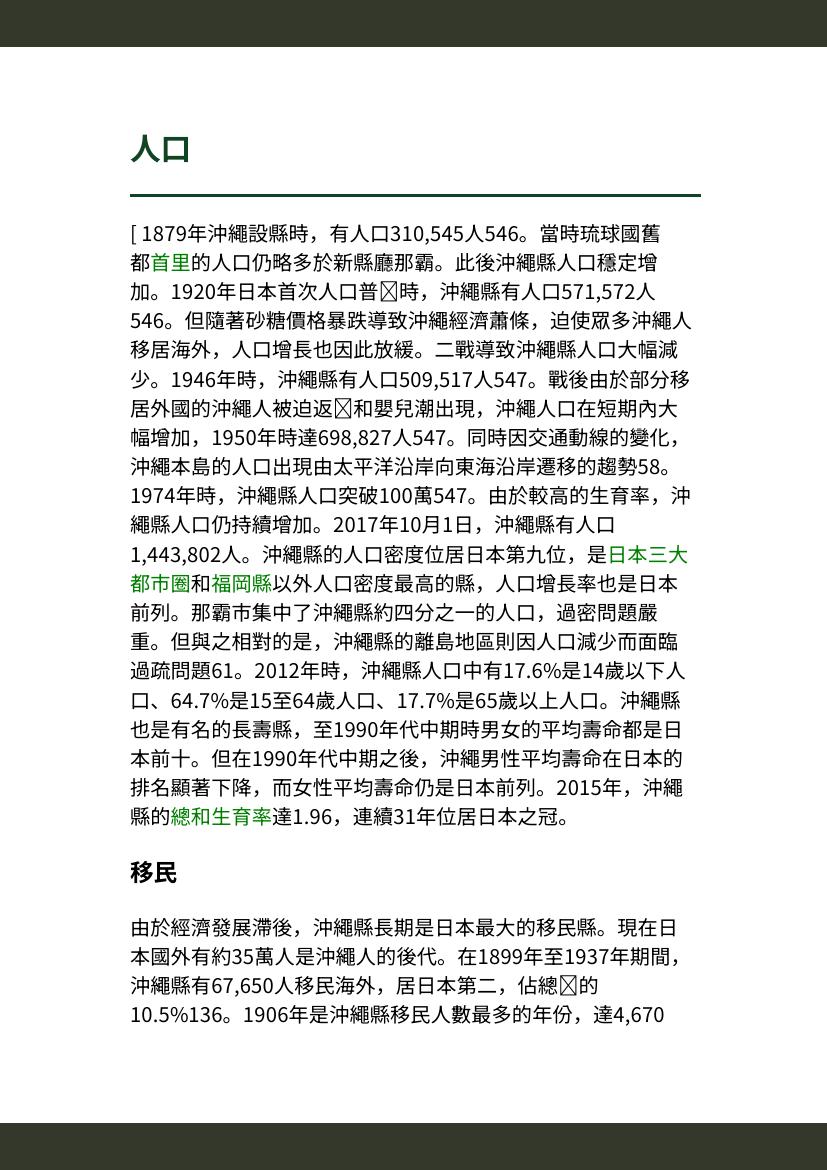 人口
[ 1879年沖繩設縣時，有人口310,545人546。當時琉球國舊
都首里的人口仍略多於新縣廳那霸。此後沖繩縣人口穩定增
加。1920年日本首次人口普時，沖繩縣有人口571,572人
546。但隨著砂糖價格暴跌導致沖繩經濟蕭條，迫使眾多沖繩人
移居海外，人口增長也因此放緩。二戰導致沖繩縣人口大幅減
少。1946年時，沖繩縣有人口509,517人547。戰後由於部分移
居外國的沖繩人被迫返和嬰兒潮出現，沖繩人口在短期內大
幅增加，1950年時達698,827人547。同時因交通動線的變化，
沖繩本島的人口出現由太平洋沿岸向東海沿岸遷移的趨勢58。
1974年時，沖繩縣人口突破100萬547。由於較高的生育率，沖
繩縣人口仍持續增加。2017年10月1日，沖繩縣有人口
1,443,802人。沖繩縣的人口密度位居日本第九位，是日本三大
都市圈和福岡縣以外人口密度最高的縣，人口增長率也是日本
前列。那霸市集中了沖繩縣約四分之一的人口，過密問題嚴
重。但與之相對的是，沖繩縣的離島地區則因人口減少而面臨
過疏問題61。2012年時，沖繩縣人口中有17.6%是14歲以下人
口、64.7%是15至64歲人口、17.7%是65歲以上人口。沖繩縣
也是有名的長壽縣，至1990年代中期時男女的平均壽命都是日
本前十。但在1990年代中期之後，沖繩男性平均壽命在日本的
排名顯著下降，而女性平均壽命仍是日本前列。2015年，沖繩
縣的總和生育率達1.96，連續31年位居日本之冠。
移民
由於經濟發展滯後，沖繩縣長期是日本最大的移民縣。現在日
本國外有約35萬人是沖繩人的後代。在1899年至1937年期間，
沖繩縣有67,650人移民海外，居日本第二，佔總的
10.5%136。1906年是沖繩縣移民人數最多的年份，達4,670